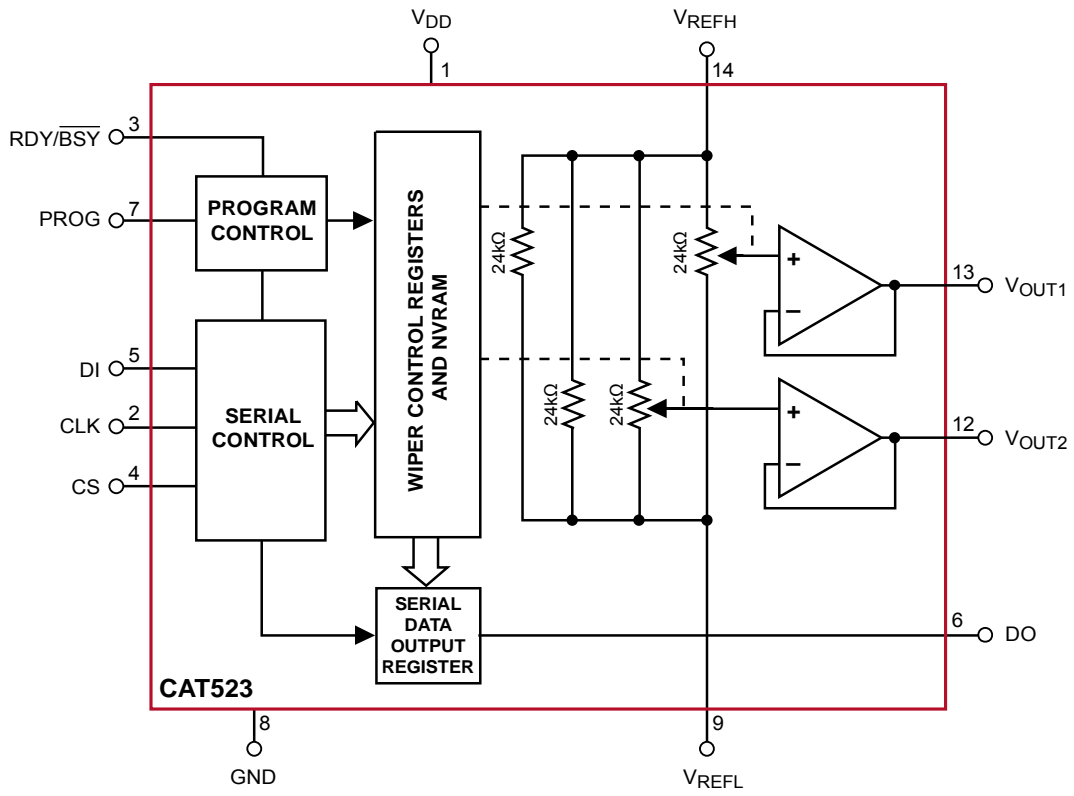 VDD
VREFH
1
14
3
RDY/BSY
7
PROG
PROGRAM
CONTROL
WIPER CONTROL REGISTERS
AND NVRAM
24kΩ
24kΩ
+
−
13
VOUT1
5
DI
2
CLK
4
CS
SERIAL
CONTROL
24kΩ
24kΩ
+
−
12
VOUT2
SERIAL
DATA
OUTPUT
REGISTER
6
DO
CAT523
8
GND
9
VREFL